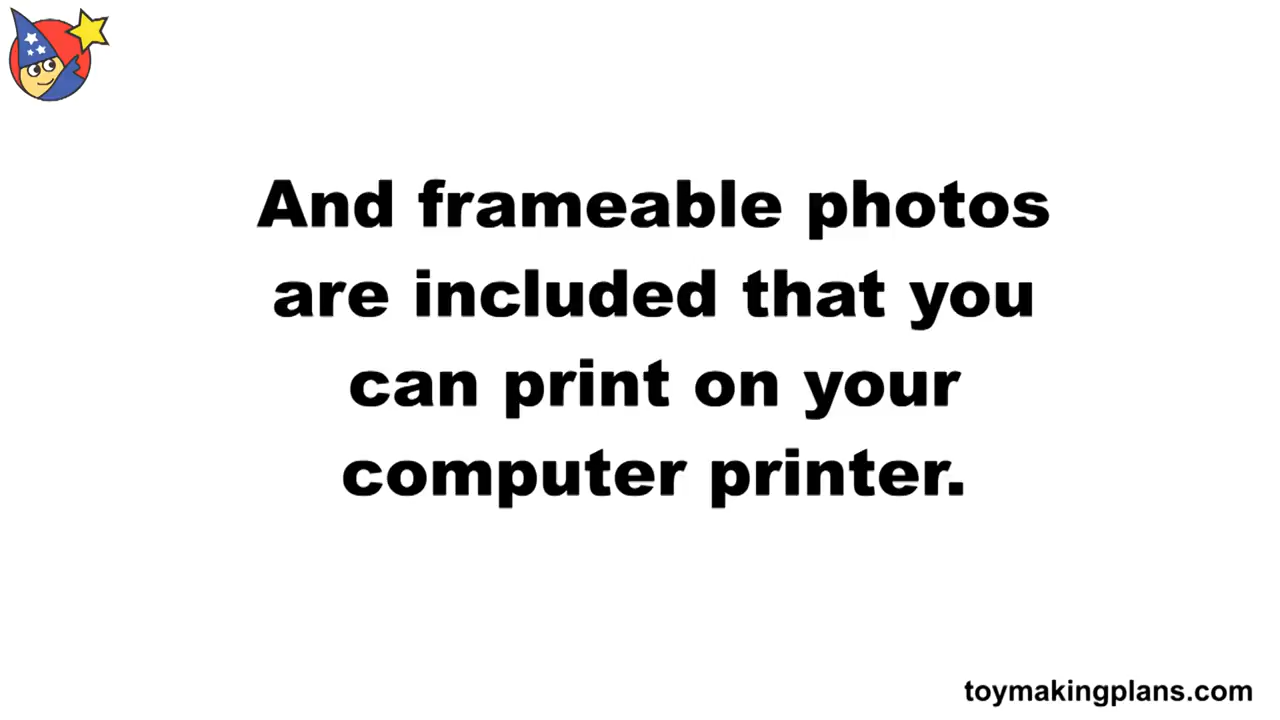 And frameable photos
are included that you
can print on your
computer printer.
toymakingplans.com